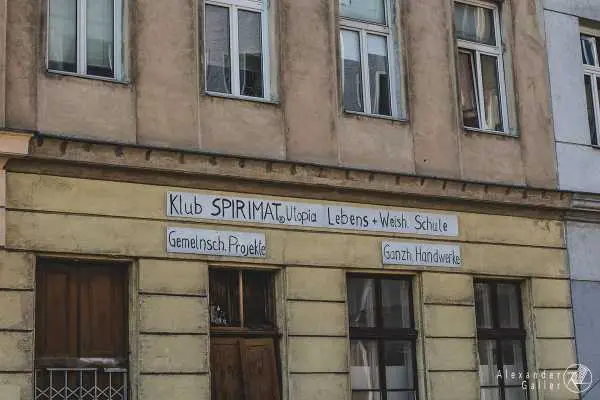 Klub SPIRIMAT® Utopia Lebens + Weish. Schule
Gemeinsch. Projekte
Ganzh. Handwerke
Alexander
Galler